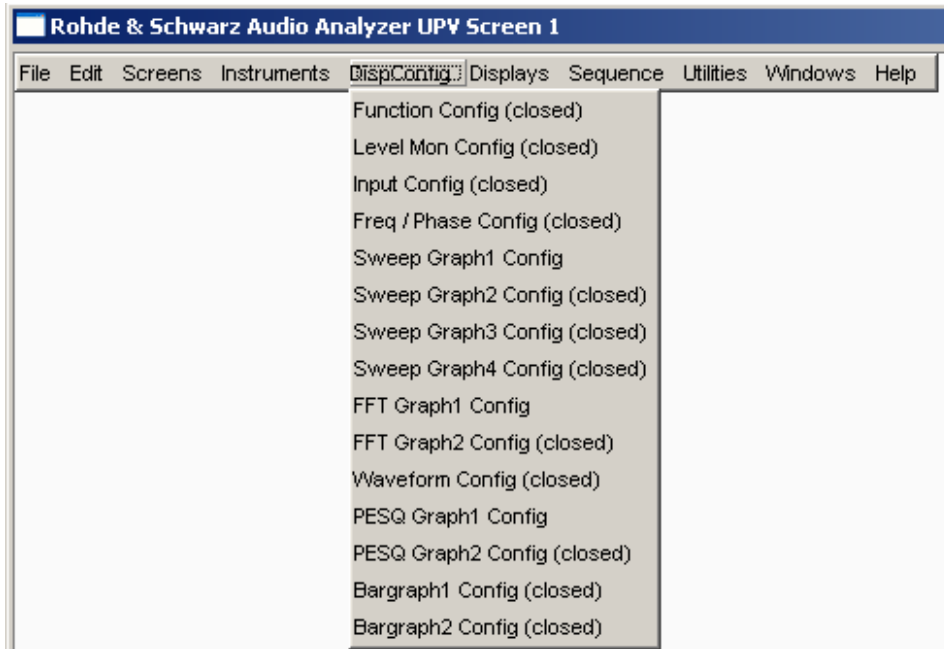 Rohde & Schwarz Audio Analyzer UPV Screen 1
File Edit Screens Instruments DispConfig Displays Sequence Utilities Windows Help
Function Config (closed)
Level Mon Config (closed)
Input Config (closed)
Freq / Phase Config (closed)
Sweep Graph1 Config
Sweep Graph2 Config (closed)
Sweep Graph3 Config (closed)
Sweep Graph4 Config (closed)
FFT Graph1 Config
FFT Graph2 Config (closed)
Waveform Config (closed)
PESQ Graph1 Config
PESQ Graph2 Config (closed)
Bargraph1 Config (closed)
Bargraph2 Config (closed)